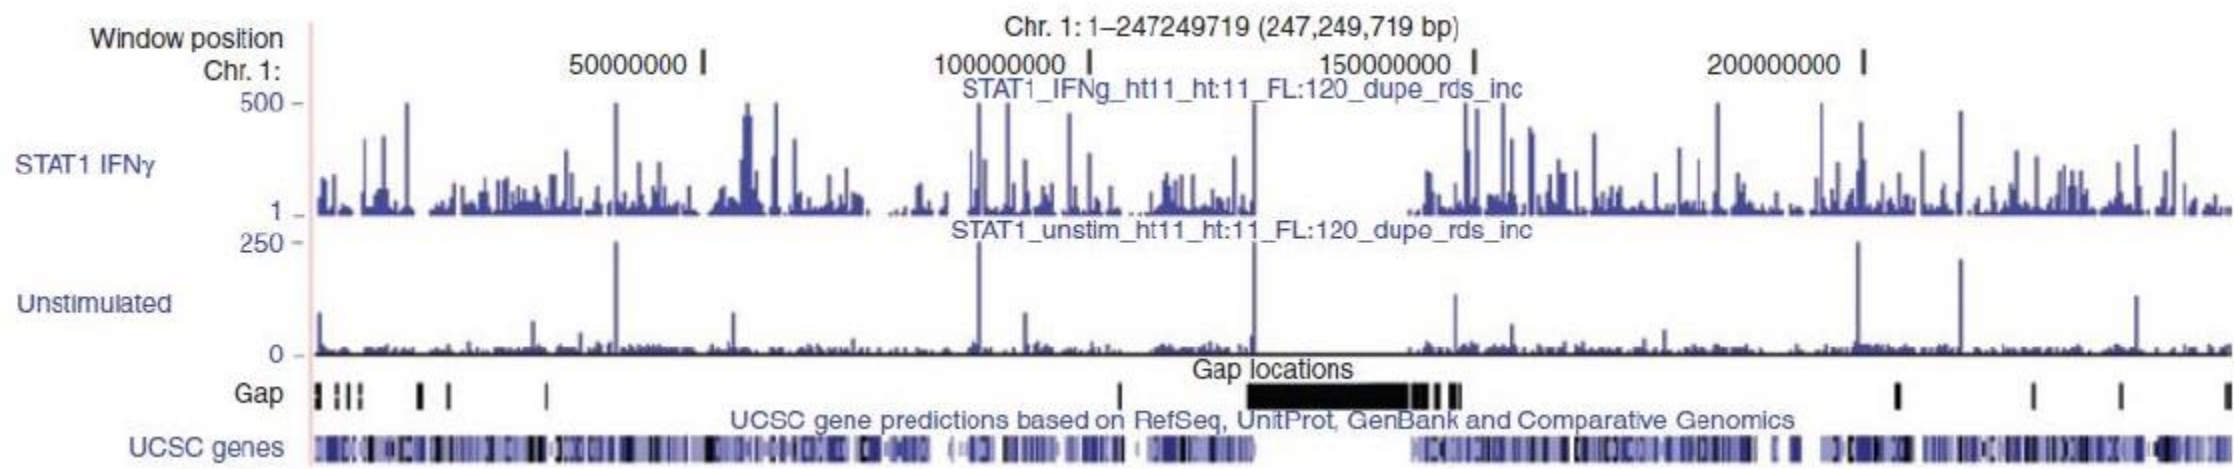 Chr. 1: 1–247249719 (247,249,719 bp)
Window position
Chr. 1:
50000000
100000000
150000000
200000000
STAT1_IFNg_ht11_ht:11_FL:120_dupe_rds_inc
500
STAT1 IFNγ
1
STAT1_unstim_ht11_ht:11_FL:120_dupe_rds_inc
250
Unstimulated
0
Gap locations
Gap
UCSC gene predictions based on RefSeq, UnitProt, GenBank and Comparative Genomics
UCSC genes